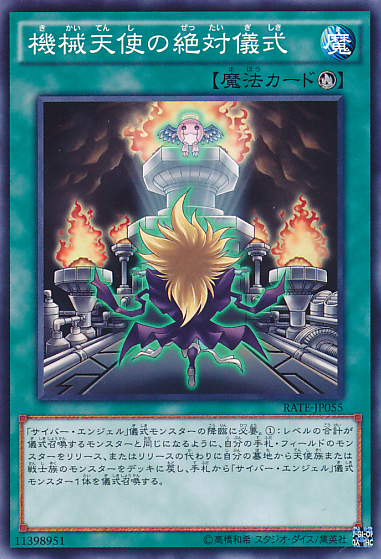 機械天使の絶対儀式
魔
【魔法カード】
RATE-JP055
「サイバー・エンジェル」儀式モンスターの降臨に必要。①：レベルの合計が
儀式召喚するモンスターと同じになるように、自分の手札・フィールドのモン
スターをリリース、またはリリースの代わりに自分の墓地から天使族または
戦士族のモンスターをデッキに戻し、手札から「サイバー・エンジェル」儀式
モンスター１体を儀式召喚する。
11398951
©高橋和希 スタジオ・ダイス/集英社